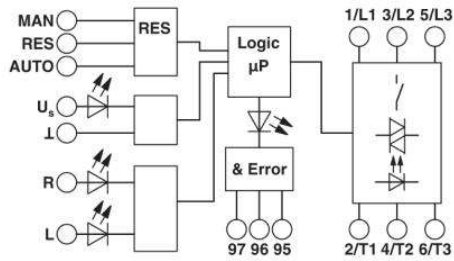 MAN
RES
AUTO
RES
Us
⊥
R
L
Logic
µP
& Error
97 96 95
1/L1 3/L2 5/L3
2/T1 4/T2 6/T3